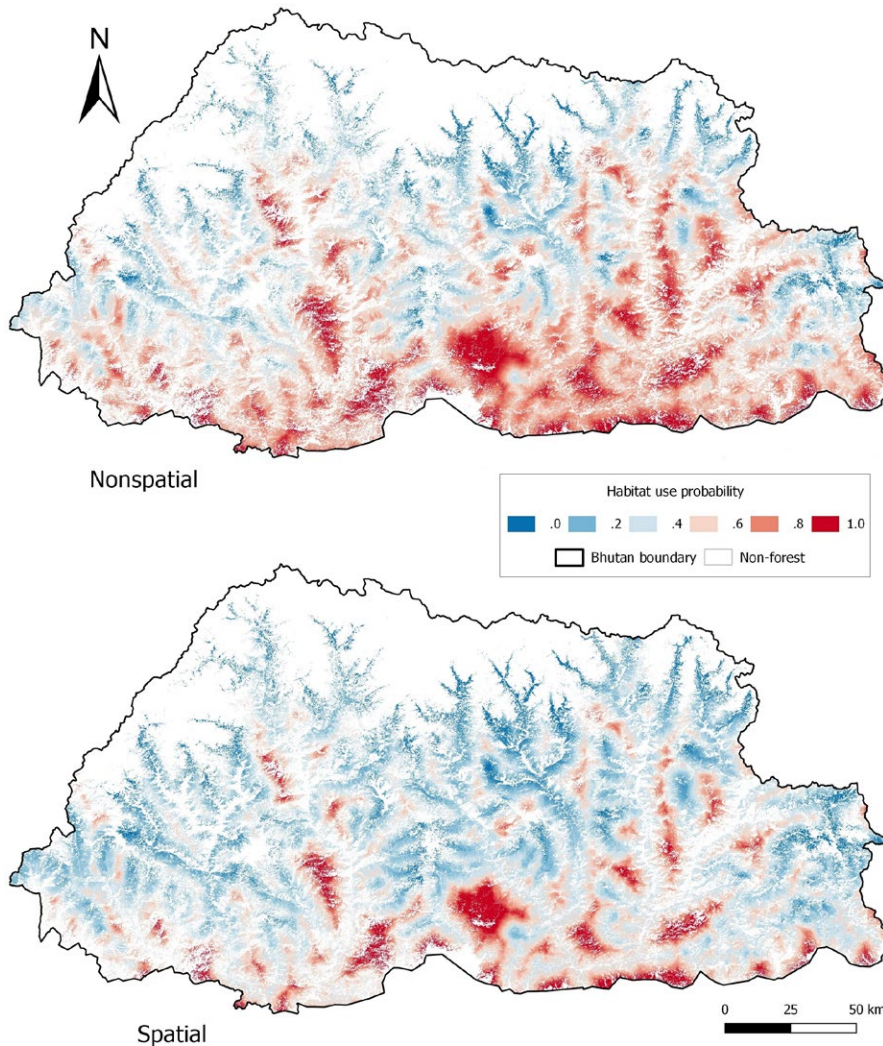 N
Nonspatial
Habitat use probability
.0 .2 .4 .6 .8 1.0
Bhutan boundary Non-forest
0 25 50 km
Spatial